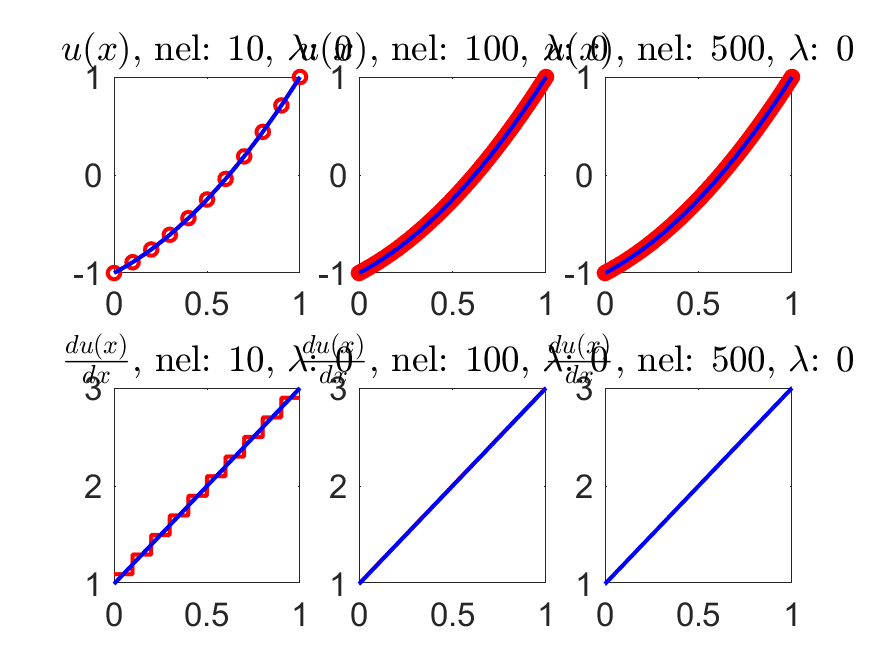 u(x), nel: 10, λ: 0 u(x), nel: 100, λ: 0 u(x), nel: 500, λ: 0
1 1 1
0 0 0
-1 -1 -1
0 0.5 1 0 0.5 1 0 0.5 1
du(x)/dx, nel: 10, λ: 0 du(x)/dx, nel: 100, λ: 0 du(x)/dx, nel: 500, λ: 0
3 3 3
2 2 2
1 1 1
0 0.5 1 0 0.5 1 0 0.5 1